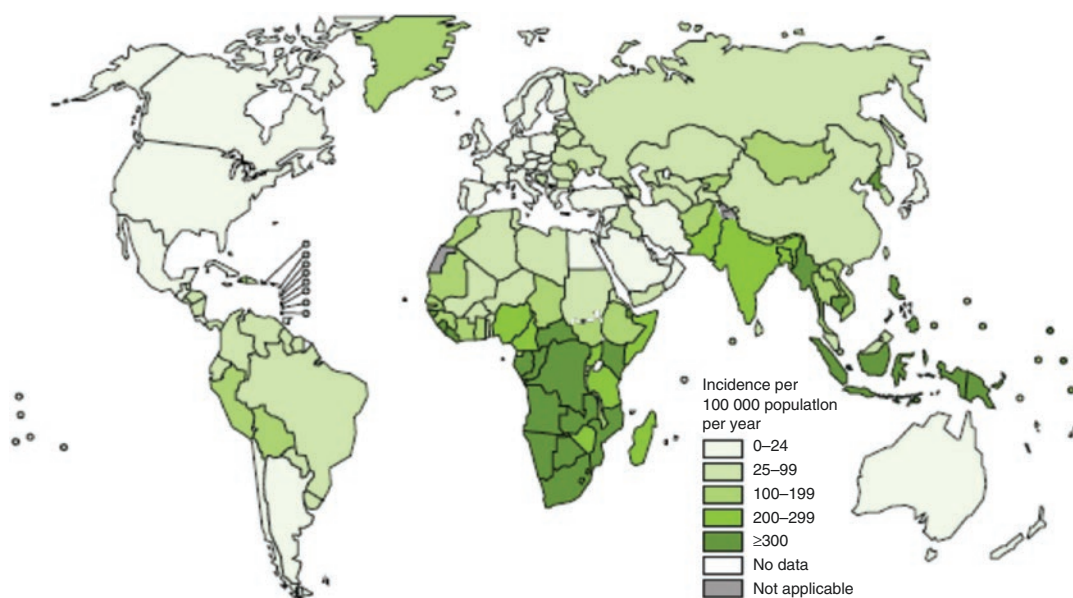 Incidence per
100 000 population
per year
0–24
25–99
100–199
200–299
≥300
No data
Not applicable